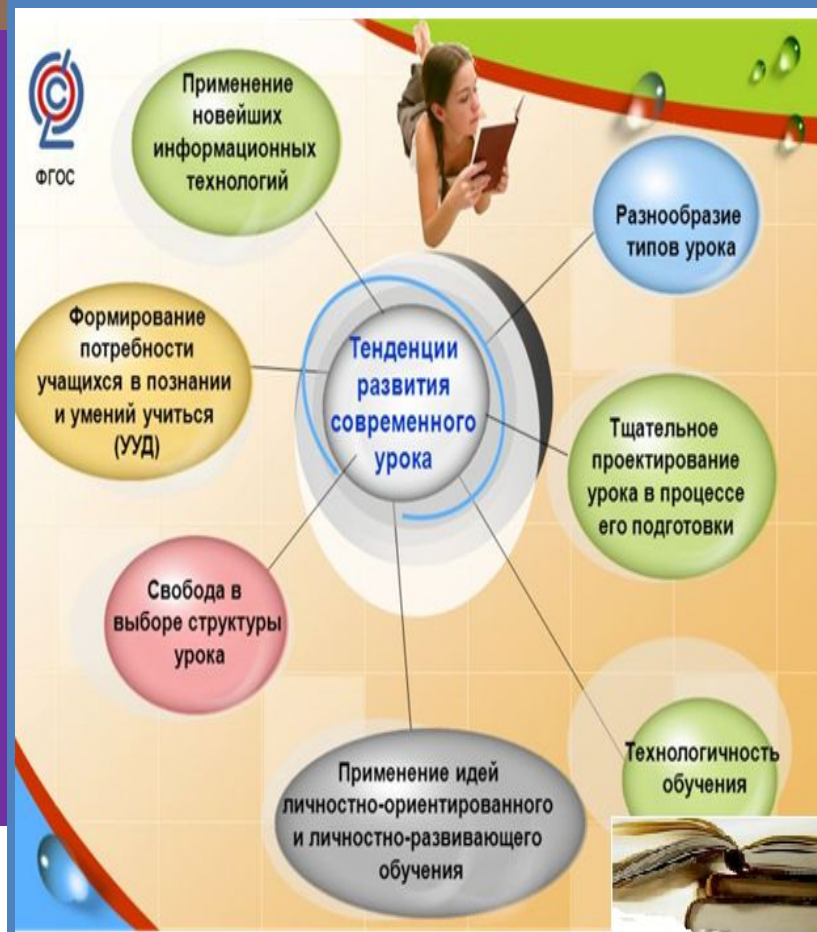 ФГОС
Применение
новейших
информационных
технологий
Разнообразие
типов урока
Формирование
потребности
учащихся в познании
и умений учиться
(УУД)
Тенденции
развития
современного
урока
Тщательное
проектирование
урока в процессе
его подготовки
Свобода в
выборе структуры
урока
Применение идей
личностно-ориентированного
и личностно-развивающего
обучения
Технологичность
обучения